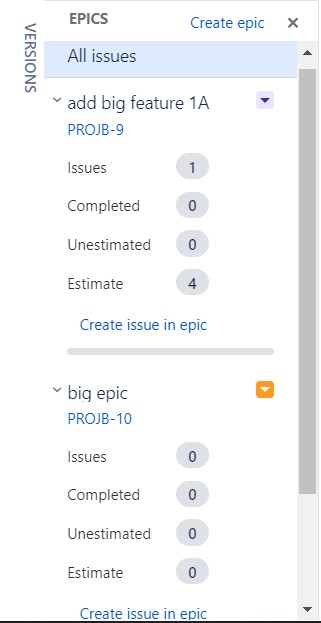 VERSIONS
EPICS Create epic ×
All issues
add big feature 1A
PROJB-9
Issues 1
Completed 0
Unestimated 0
Estimate 4
Create issue in epic
big epic
PROJB-10
Issues 0
Completed 0
Unestimated 0
Estimate 0
Create issue in epic